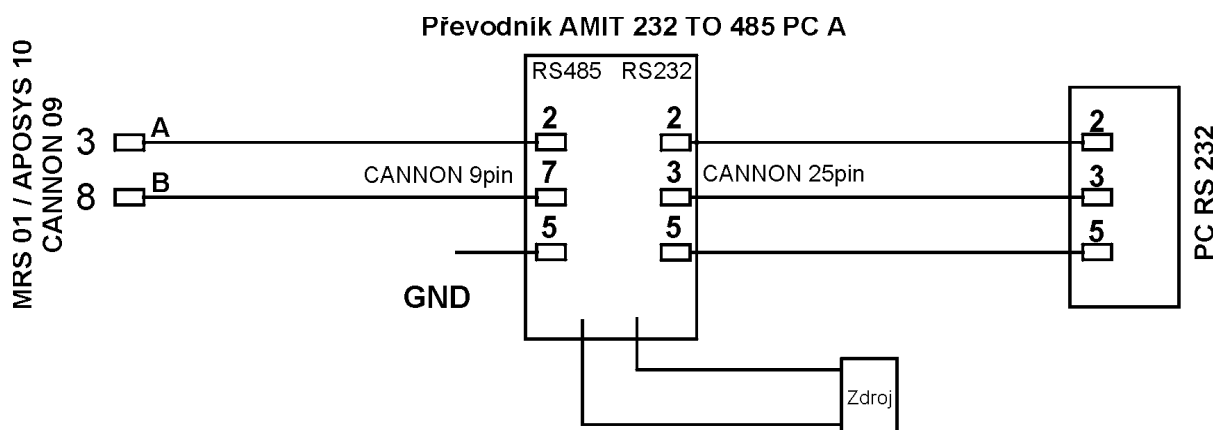 Převodník AMIT 232 TO 485 PC A
MRS 01 / APOSYS 10
CANNON 09
3 A
8 B
RS485 RS232
2 2
7 3
5 5
CANNON 9pin
CANNON 25pin
GND
2
3
5
PC RS 232
Zdroj